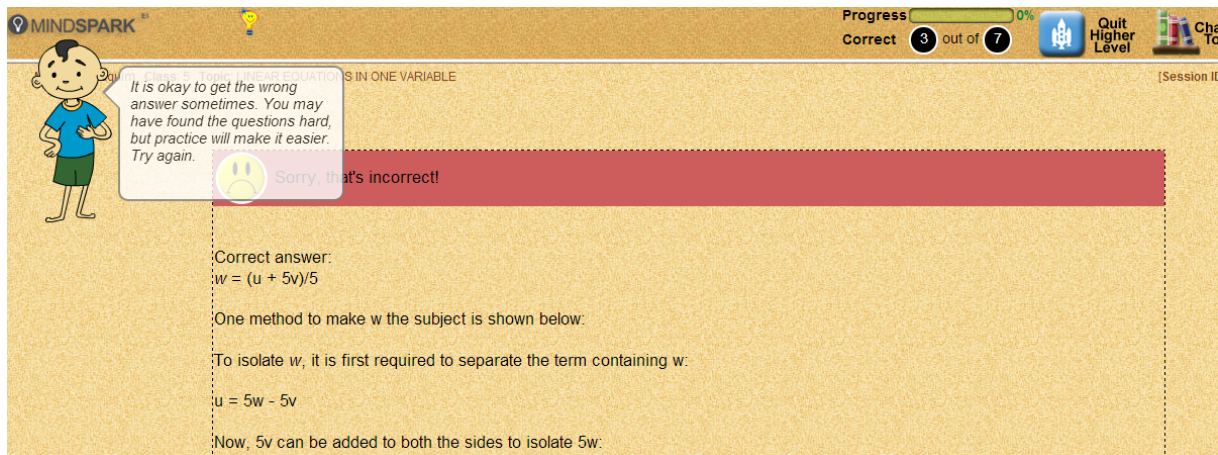 MINDSPARK
Progress 0%
Correct 3 out of 7
Quit
Higher
Level
Class 5 Topic LINEAR EQUATIONS IN ONE VARIABLE
[Session
It is okay to get the wrong
answer sometimes. You may
have found the questions hard,
but practice will make it easier.
Try again.
Sorry, that's incorrect!
Correct answer:
w = (u + 5v)/5
One method to make w the subject is shown below:
To isolate w, it is first required to separate the term containing w:
u = 5w - 5v
Now, 5v can be added to both the sides to isolate 5w: